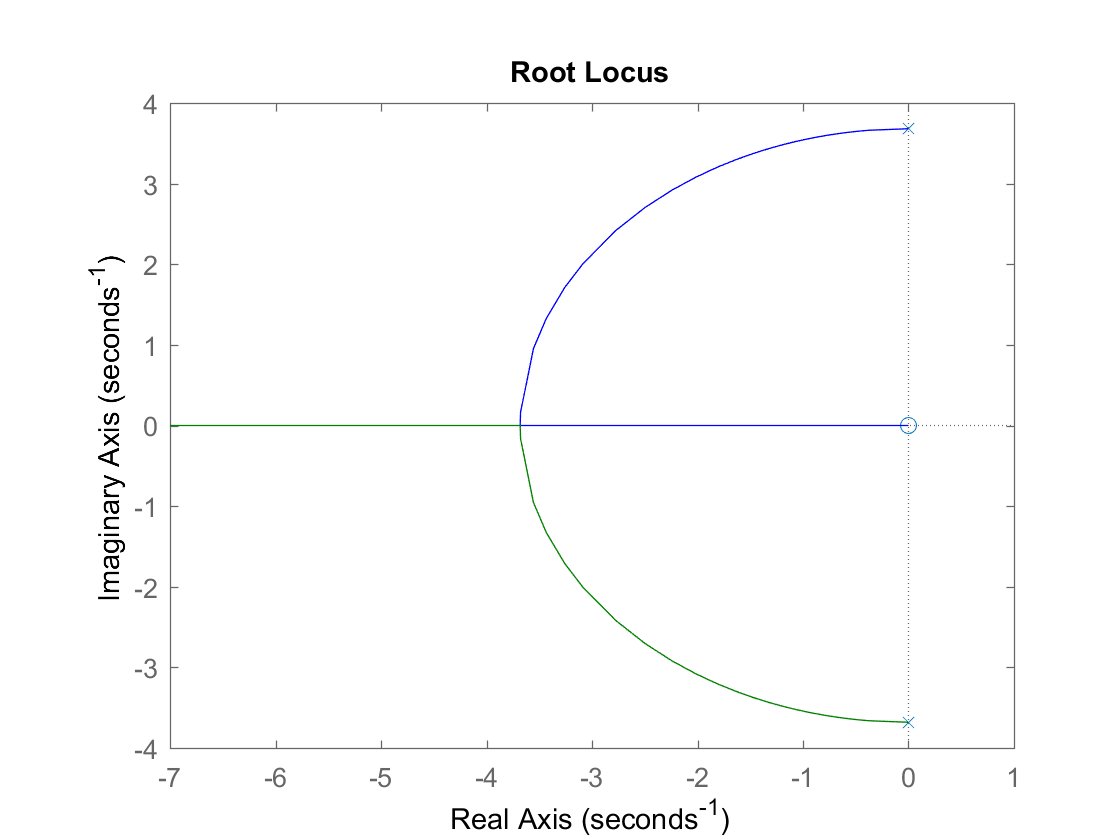 Root Locus
4
3
2
1
0
-1
-2
-3
-4
Imaginary Axis (seconds⁻¹)
-7 -6 -5 -4 -3 -2 -1 0 1
Real Axis (seconds⁻¹)